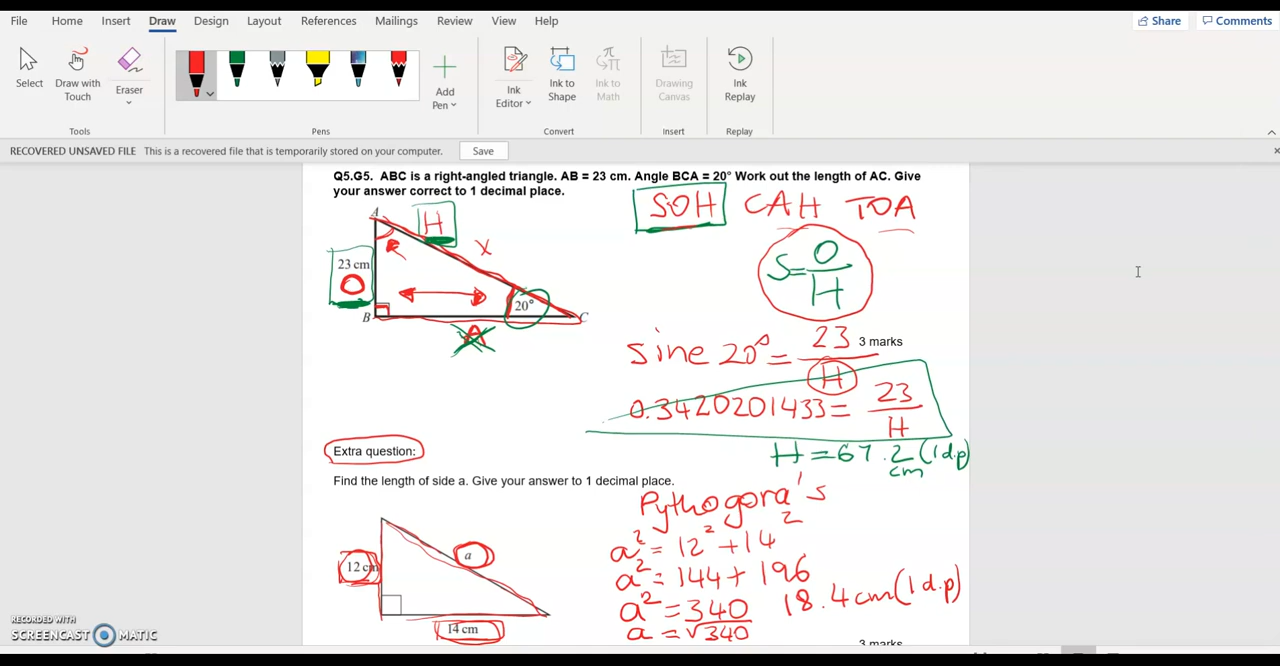 File Home Insert Draw Design Layout References Mailings Review View Help Share Comments
Select Draw with Touch Eraser Add Pen Ink Editor Ink to Shape Ink to Math Drawing Canvas Ink Replay
Tools Pens Convert Insert Replay
RECOVERED UNSAVED FILE This is a recovered file that is temporarily stored on your computer. Save
Q5.G5. ABC is a right-angled triangle. AB = 23 cm. Angle BCA = 20° Work out the length of AC. Give
your answer correct to 1 decimal place.
SOH CAH TOA
A H
x
23 cm
O
20°
B C
A
S = O/H
sine 20° = 23/H
3 marks
0.3420201433 = 23/H
H = 67.2 cm (1d.p)
Extra question:
Find the length of side a. Give your answer to 1 decimal place.
Pythogora's
a
12 cm
14 cm
a² = 12² + 14²
a² = 144 + 196
a² = 340
a = √340
18.4cm (1d.p)
3 marks
RECORDED WITH
SCREENCAST MATIC